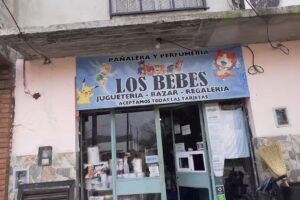 PAÑALERA Y PERFUMERIA
LOS BEBES
JUGUETERIA - BAZAR - REGALERIA
ACEPTAMOS TODAS LAS TARJETAS